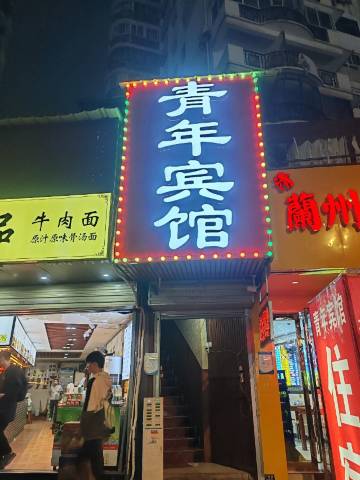 青年宾馆
品 牛肉面
原汁原味骨汤面
蘭州
青年宾馆
住